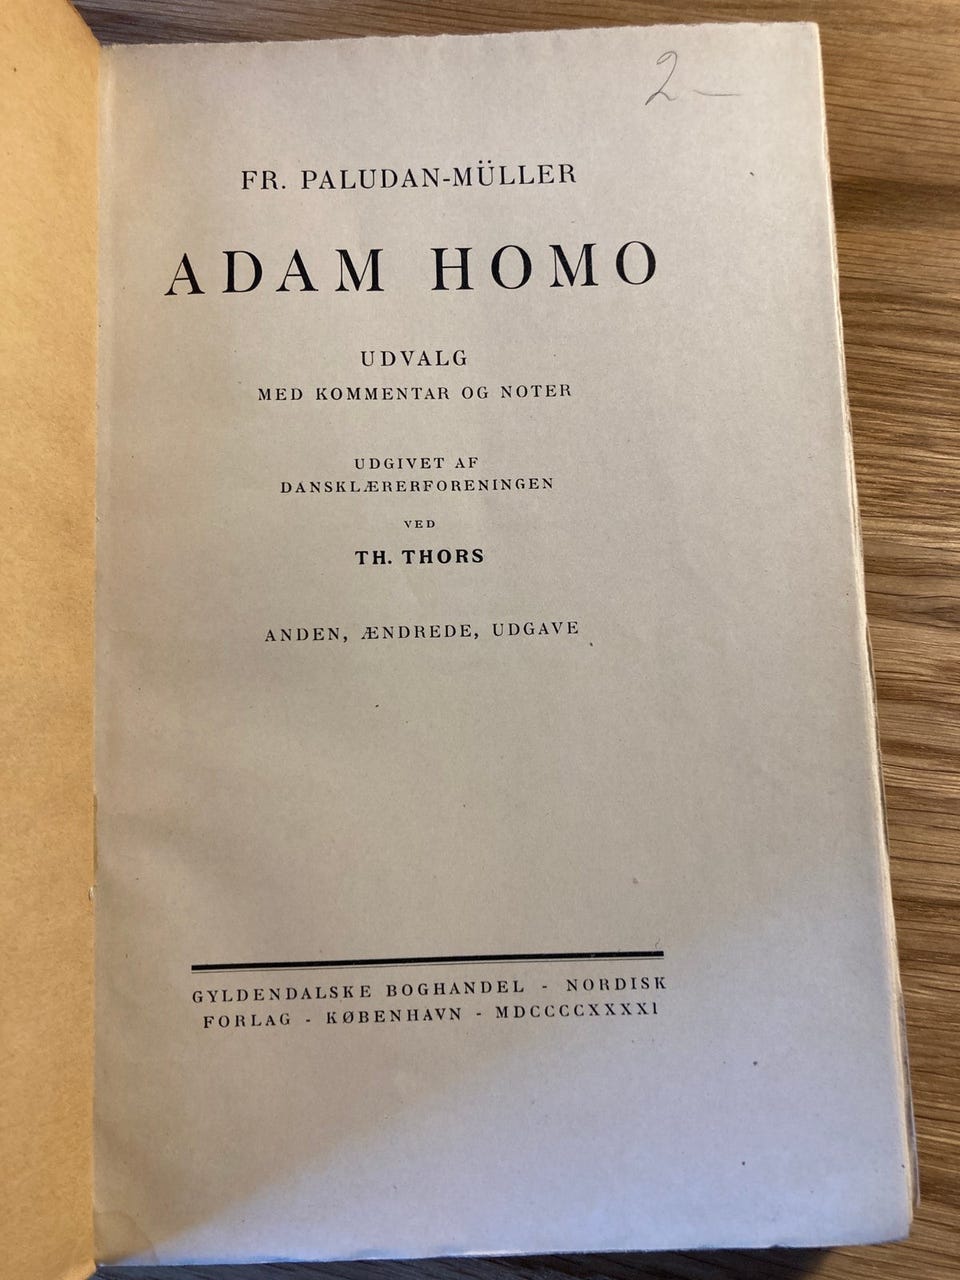 2-
FR. PALUDAN-MÜLLER
ADAM HOMO
UDVALG
MED KOMMENTAR OG NOTER
UDGIVET AF
DANSKLÆRERFORENINGEN
VED
TH. THORS
ANDEN, ÆNDREDE, UDGAVE
GYLDENDALSKE BOGHANDEL - NORDISK
FORLAG - KØBENHAVN - MDCCCCXXXXI